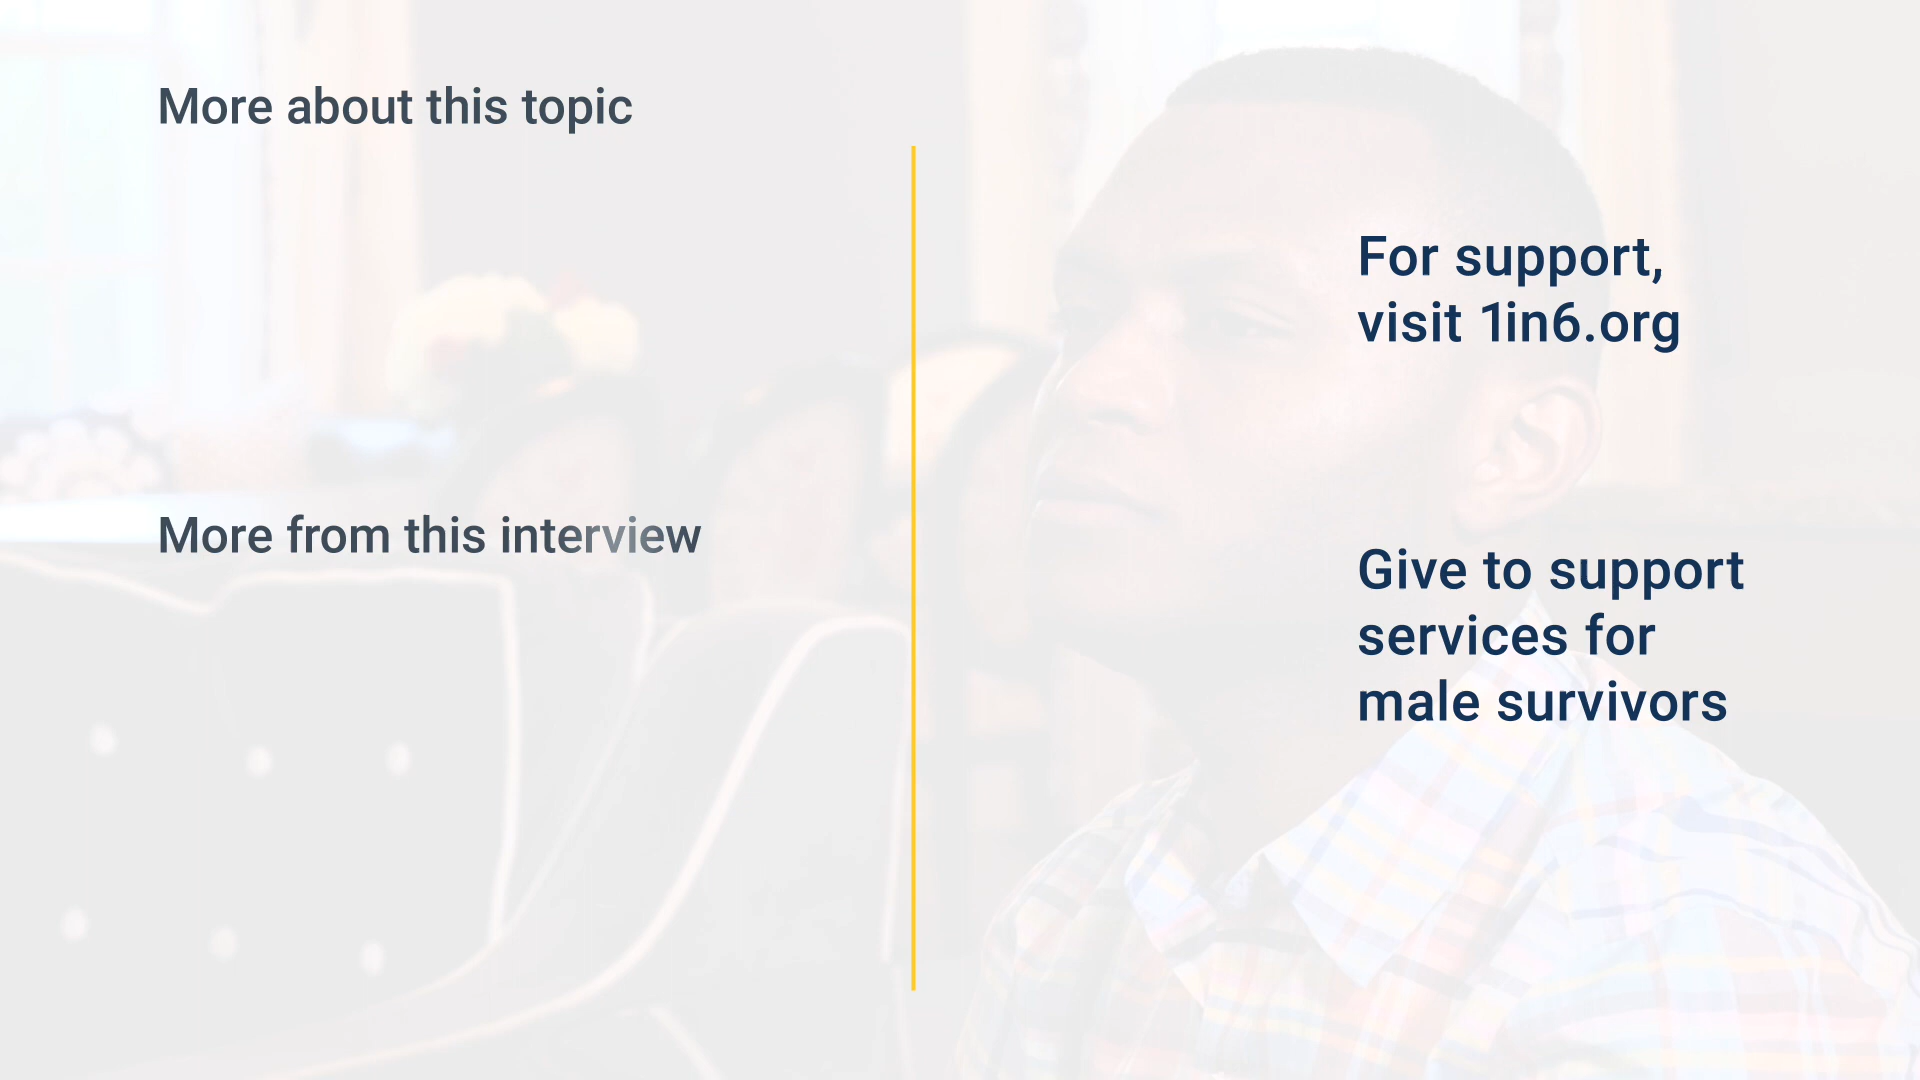 More about this topic
More from this interview
For support,
visit 1in6.org
Give to support
services for
male survivors